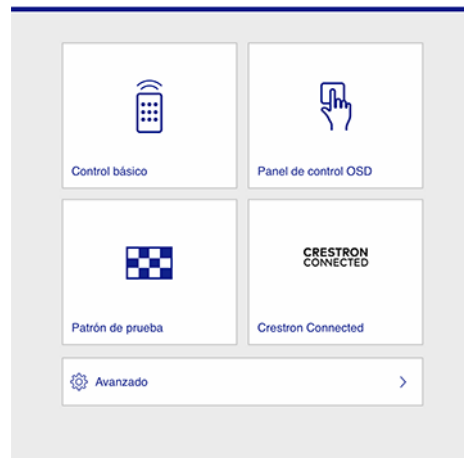 Control básico
Panel de control OSD
CRESTRON
CONNECTED
Patrón de prueba
Crestron Connected
Avanzado